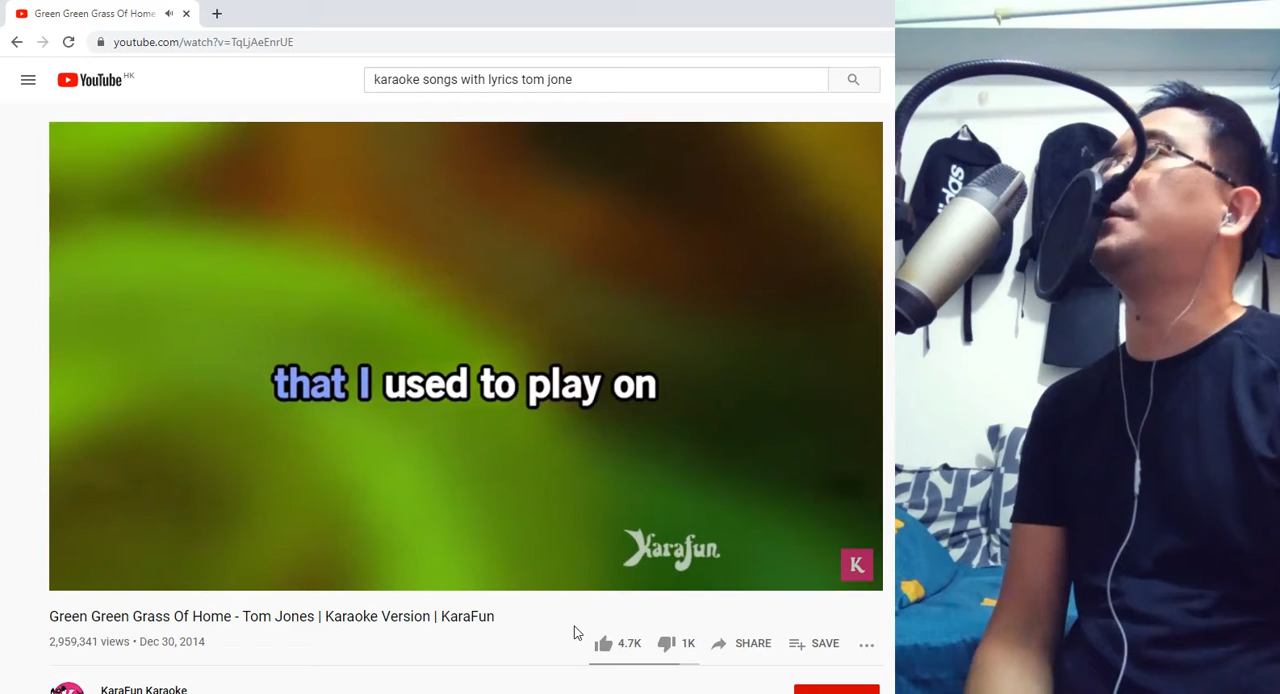 Green Green Grass Of Home
youtube.com/watch?v=TqLjAeEnrUE
YouTube HK
karaoke songs with lyrics tom jone
that I used to play on
Karafun
K
Green Green Grass Of Home - Tom Jones | Karaoke Version | KaraFun
2,959,341 views • Dec 30, 2014
4.7K 1K SHARE SAVE
KaraFun Karaoke
adidas